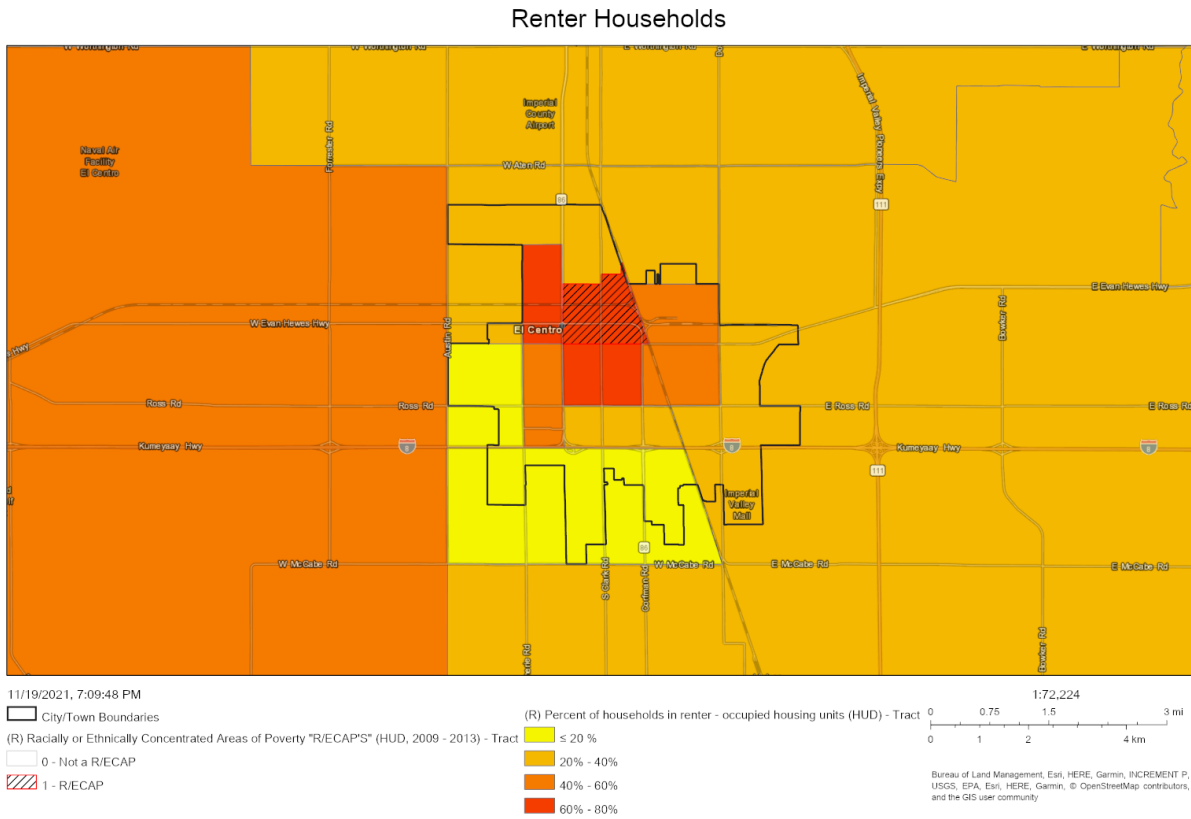 Renter Households
W Worthington Rd
E Worthington Rd
Imperial
County
Airport
Naval Air
Facility
El Centro
Forrester Rd
W Aten Rd
Imperial Valley Pioneers Expy
86
111
E Evan Hewes Hwy
W Evan Hewes Hwy
El Centro
Austin Rd
Bowker Rd
Hwy
Ross Rd
Ross Rd
E Ross Rd
E Ross Rd
Kumeyaay Hwy
8
8
Kumeyaay Hwy
8
111
Imperial
Valley
Mall
86
W McCabe Rd
S Clark Rd
Corfman Rd
W McCabe Rd
E McCabe Rd
E McCabe Rd
Bowker Rd
11/19/2021, 7:09:48 PM
City/Town Boundaries
(R) Racially or Ethnically Concentrated Areas of Poverty "R/ECAP'S" (HUD, 2009 - 2013) - Tract
0 - Not a R/ECAP
1 - R/ECAP
(R) Percent of households in renter - occupied housing units (HUD) - Tract
≤ 20 %
20% - 40%
40% - 60%
60% - 80%
1:72,224
0 0.75 1.5 3 mi
0 1 2 4 km
Bureau of Land Management, Esri, HERE, Garmin, INCREMENT P,
USGS, EPA, Esri, HERE, Garmin, © OpenStreetMap contributors,
and the GIS user community